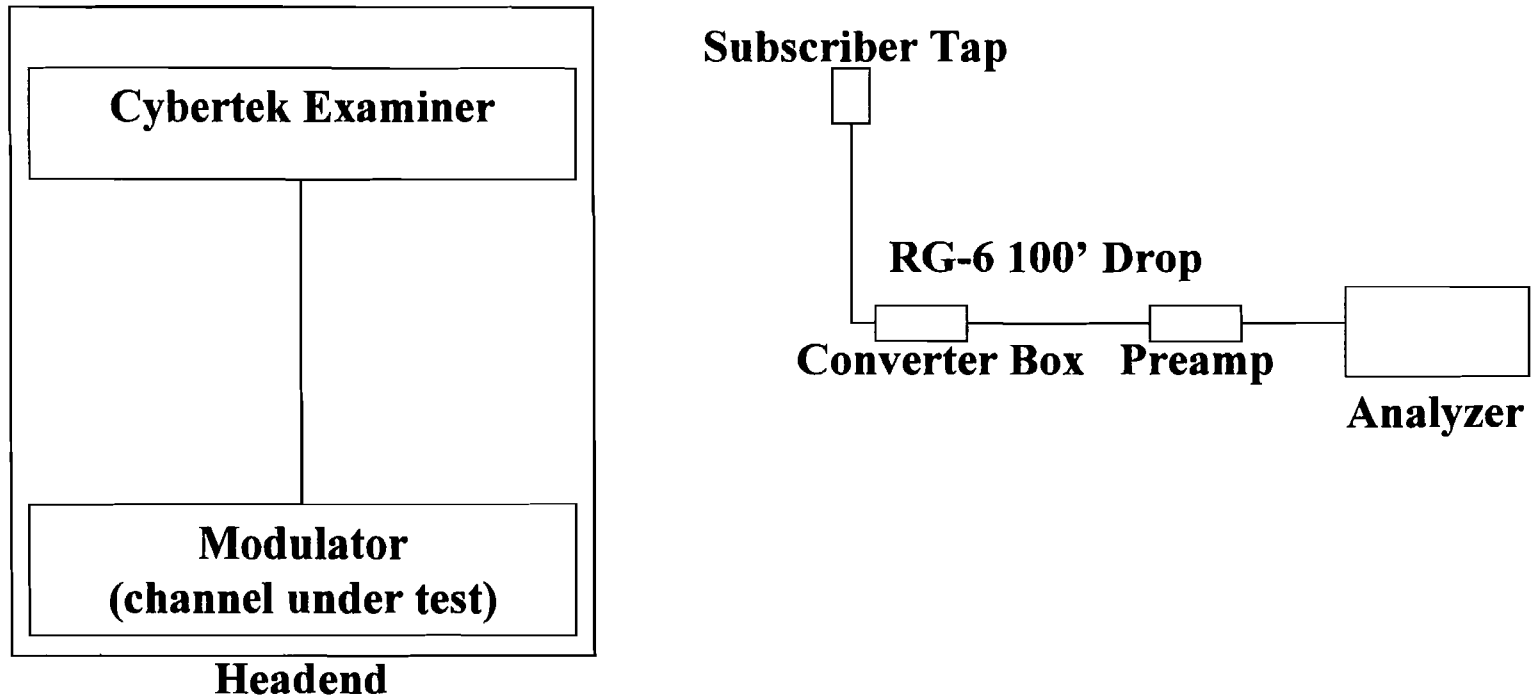 Cybertek Examiner
Modulator
(channel under test)
Headend
Subscriber Tap
RG-6 100’ Drop
Converter Box
Preamp
Analyzer